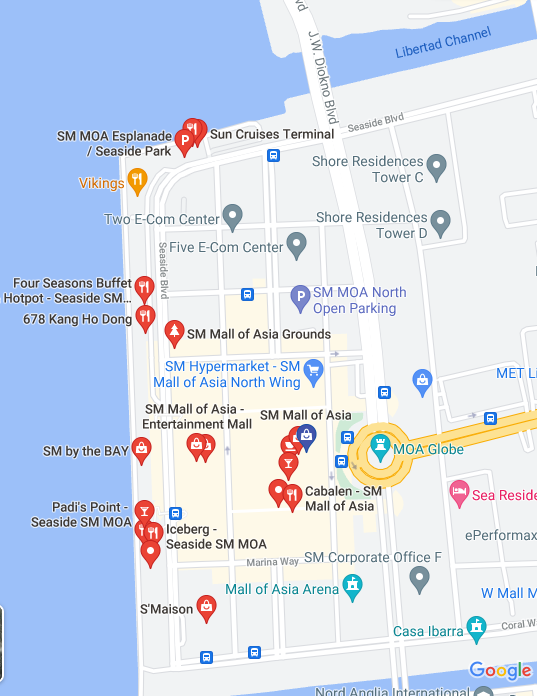 Libertad Channel
J.W. Diokno Blvd
Seaside Blvd
SM MOA Esplanade
/ Seaside Park
P
Sun Cruises Terminal
Shore Residences
Tower C
Vikings
Two E-Com Center
Shore Residences
Tower D
Five E-Com Center
Seaside Blvd
Four Seasons Buffet
Hotpot - Seaside SM...
P
SM MOA North
Open Parking
678 Kang Ho Dong
SM Mall of Asia Grounds
SM Hypermarket - SM
Mall of Asia North Wing
MET Li
SM Mall of Asia -
Entertainment Mall
SM Mall of Asia
SM by the BAY
MOA Globe
Padi's Point -
Seaside SM MOA
Cabalen - SM
Mall of Asia
Sea Reside
Iceberg -
Seaside SM MOA
ePerformax
Marina Way
SM Corporate Office F
Mall of Asia Arena
W Mall M
S'Maison
Coral Wa
Casa Ibarra
Google
Nord Anglia International